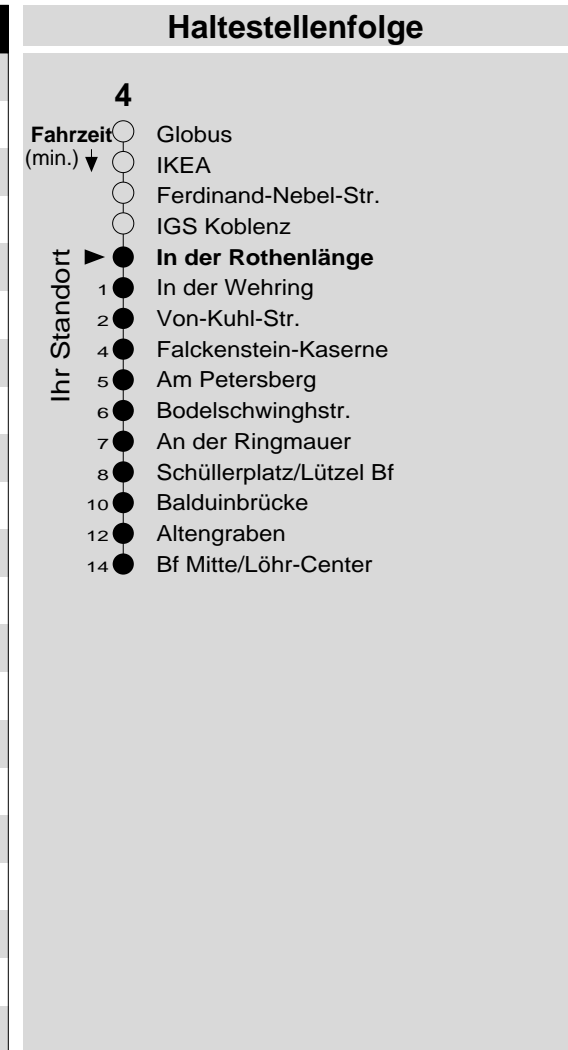 Haltestellenfolge
4
Fahrzeit Globus
(min.) IKEA
Ferdinand-Nebel-Str.
IGS Koblenz
Ihr Standort
In der Rothenlänge
1 In der Wehring
2 Von-Kuhl-Str.
4 Falckenstein-Kaserne
5 Am Petersberg
6 Bodelschwinghstr.
7 An der Ringmauer
8 Schüllerplatz/Lützel Bf
10 Balduinbrücke
12 Altengraben
14 Bf Mitte/Löhr-Center